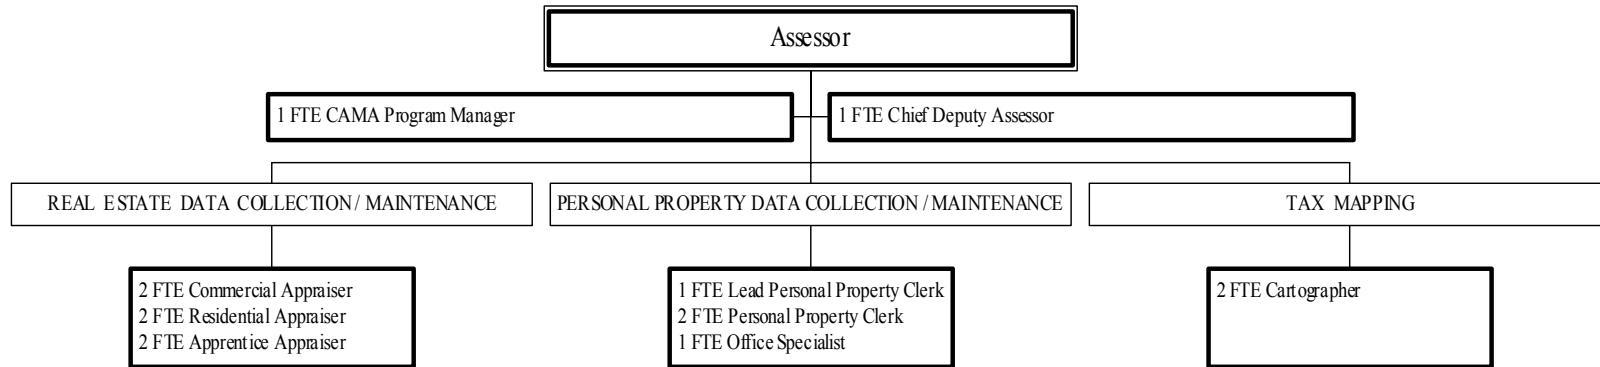 Assessor
1 FTE CAMA Program Manager
1 FTE Chief Deputy Assessor
REAL ESTATE DATA COLLECTION / MAINTENANCE
PERSONAL PROPERTY DATA COLLECTION / MAINTENANCE
TAX MAPPING
2 FTE Commercial Appraiser
2 FTE Residential Appraiser
2 FTE Apprentice Appraiser
1 FTE Lead Personal Property Clerk
2 FTE Personal Property Clerk
1 FTE Office Specialist
2 FTE Cartographer